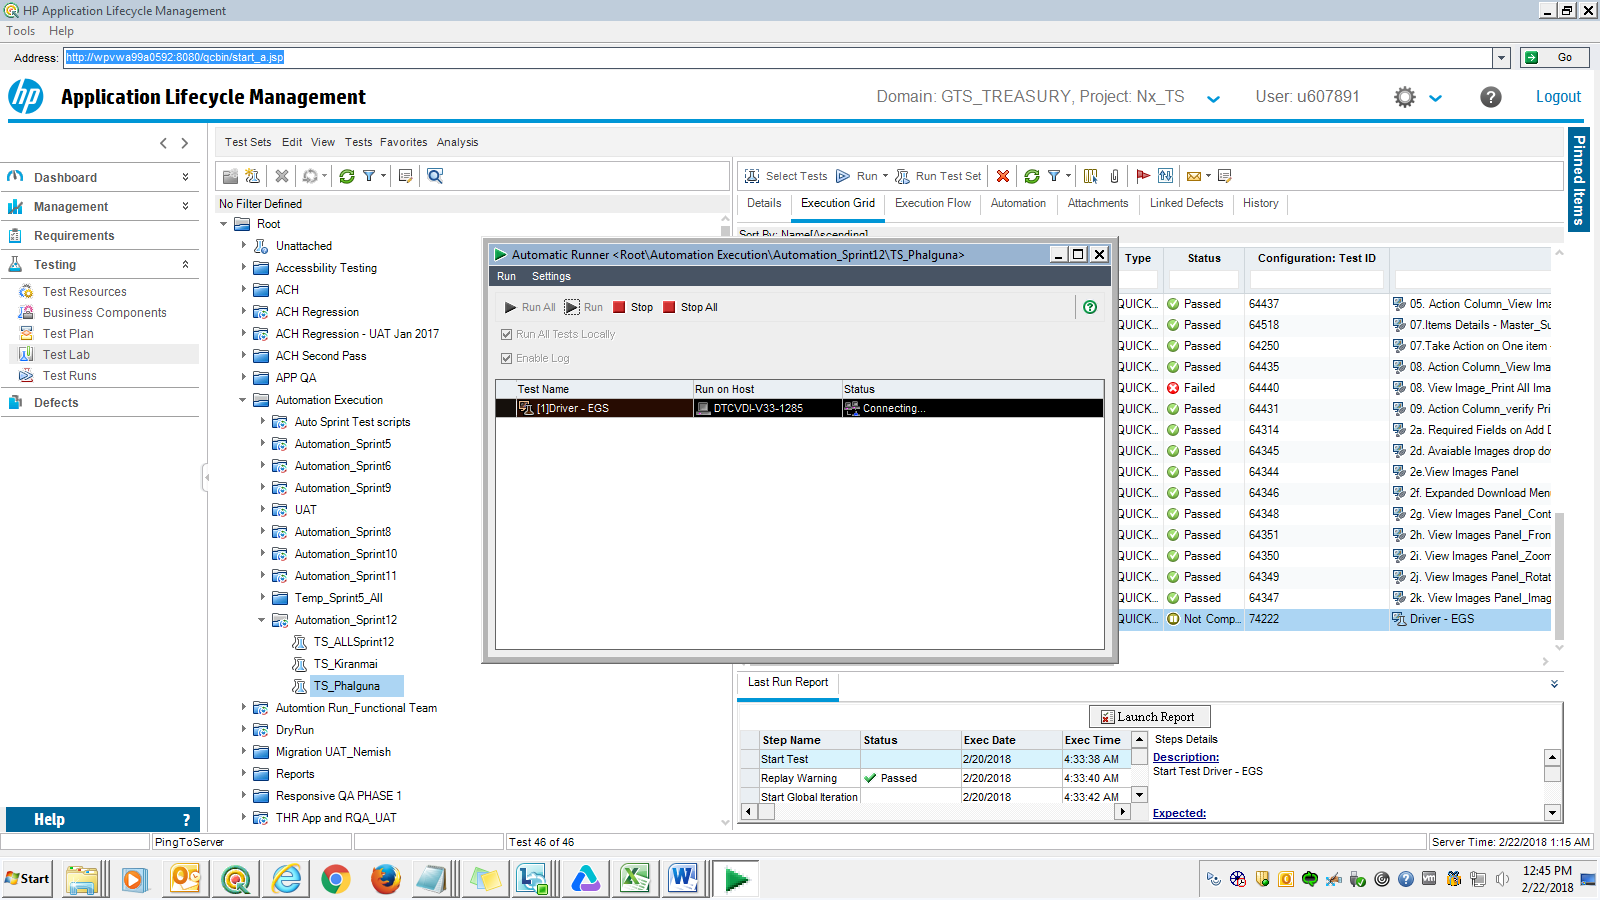 HP Application Lifecycle Management
Tools Help
Address: http://wpvwa99a0592:8080/qcbin/start_a.jsp Go
hp Application Lifecycle Management
Domain: GTS_TREASURY, Project: Nx_TS User: u607891 ? Logout
Pinned Items
Dashboard
Management
Requirements
Testing
Test Resources
Business Components
Test Plan
Test Lab
Test Runs
Defects
Help ?
Test Sets Edit View Tests Favorites Analysis
No Filter Defined
Root
Unattached
Accessbility Testing
ACH
ACH Regression
ACH Regression - UAT Jan 2017
ACH Second Pass
APP QA
Automation Execution
Auto Sprint Test scripts
Automation_Sprint5
Automation_Sprint6
Automation_Sprint9
UAT
Automation_Sprint8
Automation_Sprint10
Automation_Sprint11
Temp_Sprint5_All
Automation_Sprint12
TS_ALLSprint12
TS_Kiranmai
TS_Phalguna
Automtion Run_Functional Team
DryRun
Migration UAT_Nemish
Reports
Responsive QA PHASE 1
THR App and RQA_UAT
Select Tests Run Run Test Set
Details Execution Grid Execution Flow Automation Attachments Linked Defects History
Sort By: Name[Ascending]
Type Status Configuration: Test ID
QUICK... Passed 64437 05. Action Column_View Ima
QUICK... Passed 64518 07.Items Details - Master_Su
QUICK... Passed 64250 07.Take Action on One item
QUICK... Passed 64435 08. Action Column_View Ima
QUICK... Failed 64440 08. View Image_Print All Ima
QUICK... Passed 64431 09. Action Column_verify Pri
QUICK... Passed 64314 2a. Required Fields on Add D
QUICK... Passed 64345 2d. Avaiable Images drop do
QUICK... Passed 64344 2e.View Images Panel
QUICK... Passed 64346 2f. Expanded Download Men
QUICK... Passed 64348 2g. View Images Panel_Cont
QUICK... Passed 64351 2h. View Images Panel_Fron
QUICK... Passed 64350 2i. View Images Panel_Zoom
QUICK... Passed 64349 2j. View Images Panel_Rotat
QUICK... Passed 64347 2k. View Images Panel_Imag
QUICK... Not Comp... 74222 Driver - EGS
Automatic Runner <Root\Automation Execution\Automation_Sprint12\TS_Phalguna>
Run Settings
Run All Run Stop Stop All ?
Run All Tests Locally
Enable Log
Test Name Run on Host Status
[1]Driver - EGS DTCVDI-V33-1285 Connecting...
Last Run Report
Launch Report
Step Name Status Exec Date Exec Time
Start Test 2/20/2018 4:33:38 AM
Replay Warning Passed 2/20/2018 4:33:40 AM
Start Global Iteration 2/20/2018 4:33:42 AM
Steps Details
Description:
Start Test Driver - EGS
Expected:
PingToServer Test 46 of 46 Server Time: 2/22/2018 1:15 AM
Start 12:45 PM
2/22/2018